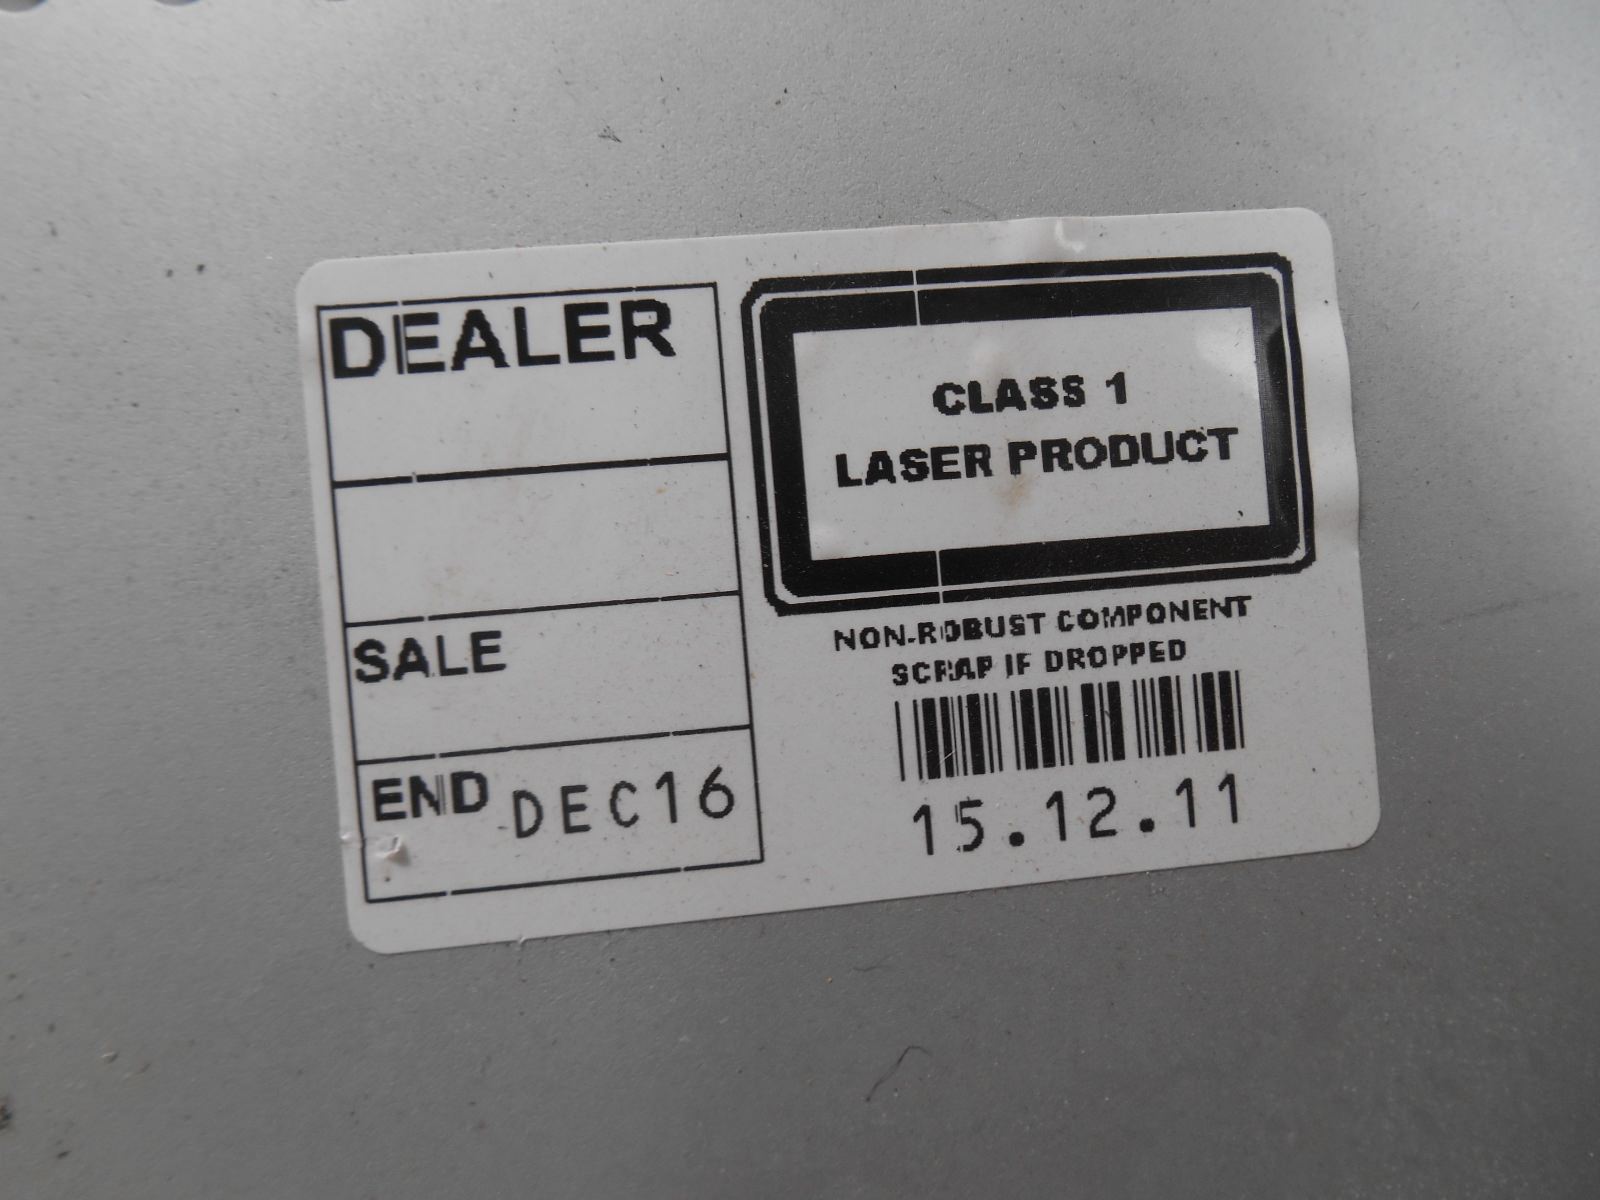 DEALER
SALE
END DEC16
CLASS 1
LASER PRODUCT
NON-ROBUST COMPONENT
SCRAP IF DROPPED
15.12.11